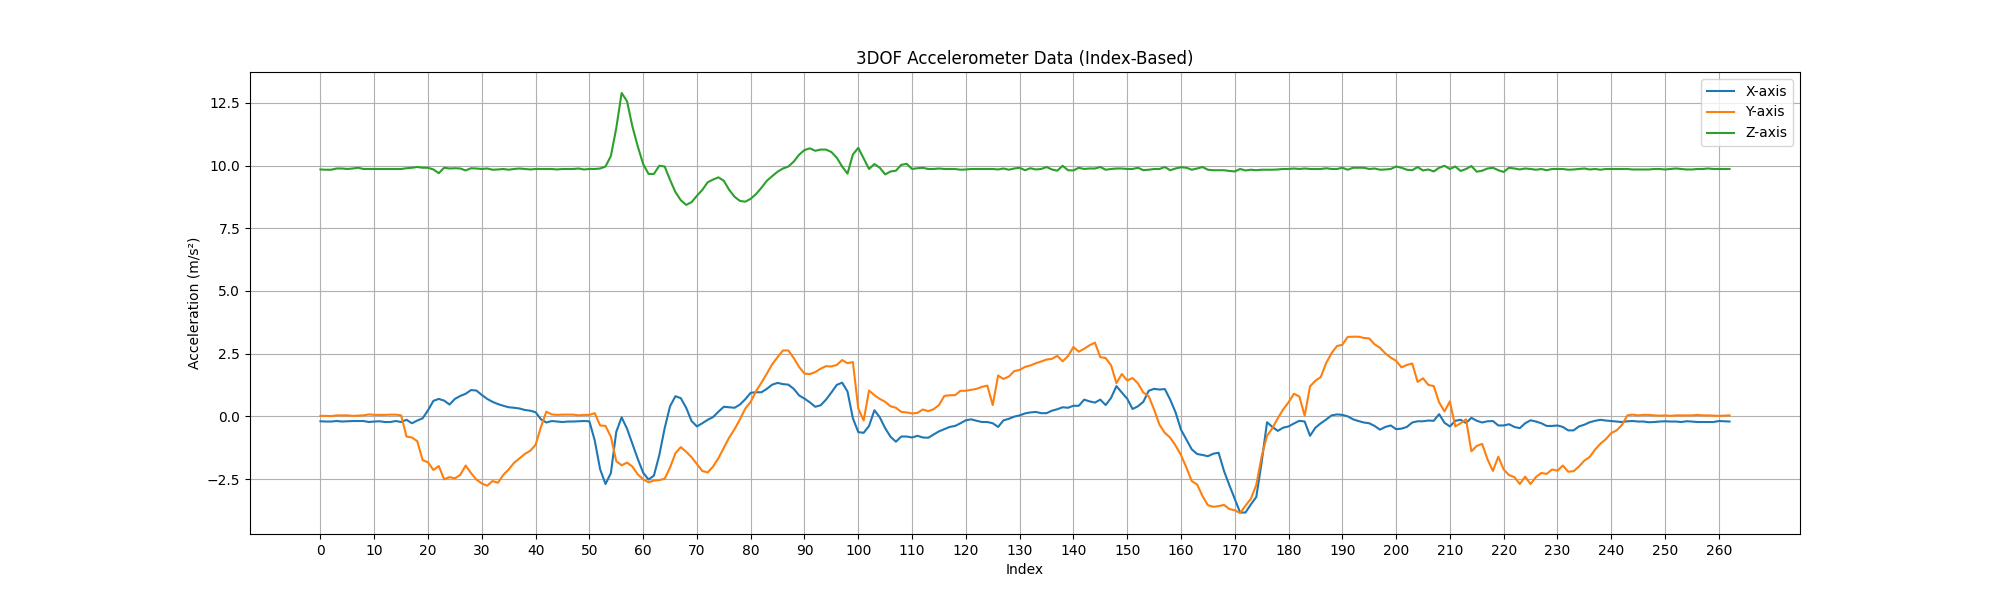 3DOF Accelerometer Data (Index-Based)
X-axis
Y-axis
Z-axis
Acceleration (m/s²)
12.5
10.0
7.5
5.0
2.5
0.0
−2.5
0 10 20 30 40 50 60 70 80 90 100 110 120 130 140 150 160 170 180 190 200 210 220 230 240 250 260
Index